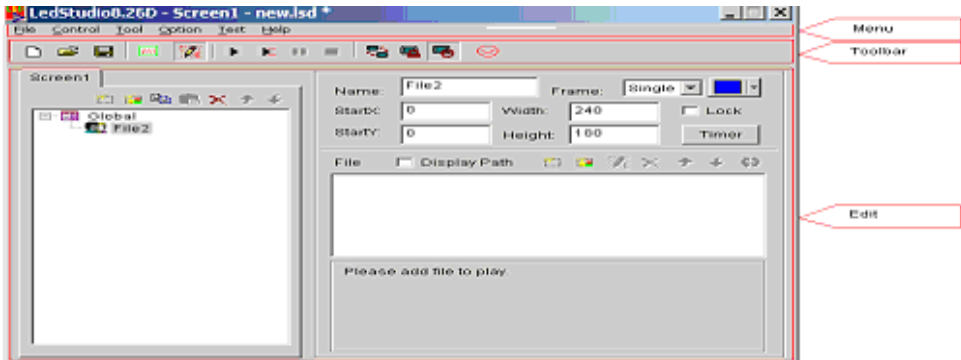 LedStudio8.26D - Screen1 - new.lsd *
File Control Tool Option Test Help
Menu
Toolbar
Screen1
Global
File2
Name: File2 Frame: Single
StartX: 0 Width: 240 Lock
StartY: 0 Height: 160 Timer
File Display Path
Edit
Please add file to play.